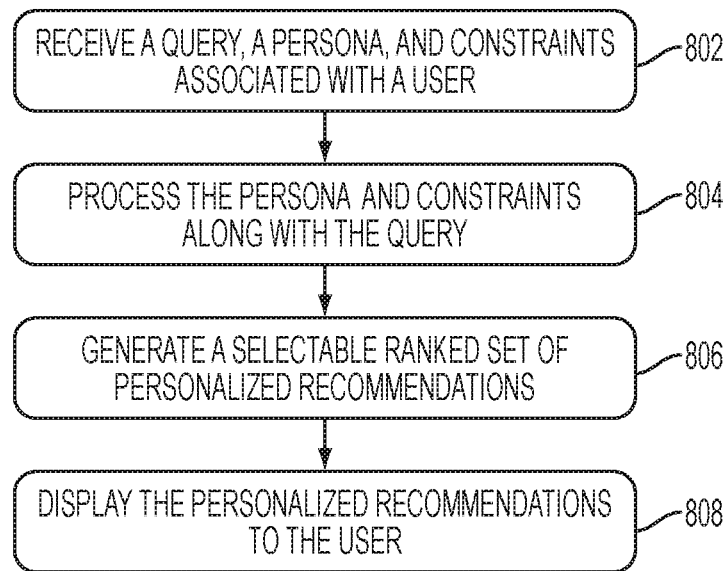 RECEIVE A QUERY, A PERSONA, AND CONSTRAINTS
ASSOCIATED WITH A USER
802
PROCESS THE PERSONA AND CONSTRAINTS
ALONG WITH THE QUERY
804
GENERATE A SELECTABLE RANKED SET OF
PERSONALIZED RECOMMENDATIONS
806
DISPLAY THE PERSONALIZED RECOMMENDATIONS
TO THE USER
808